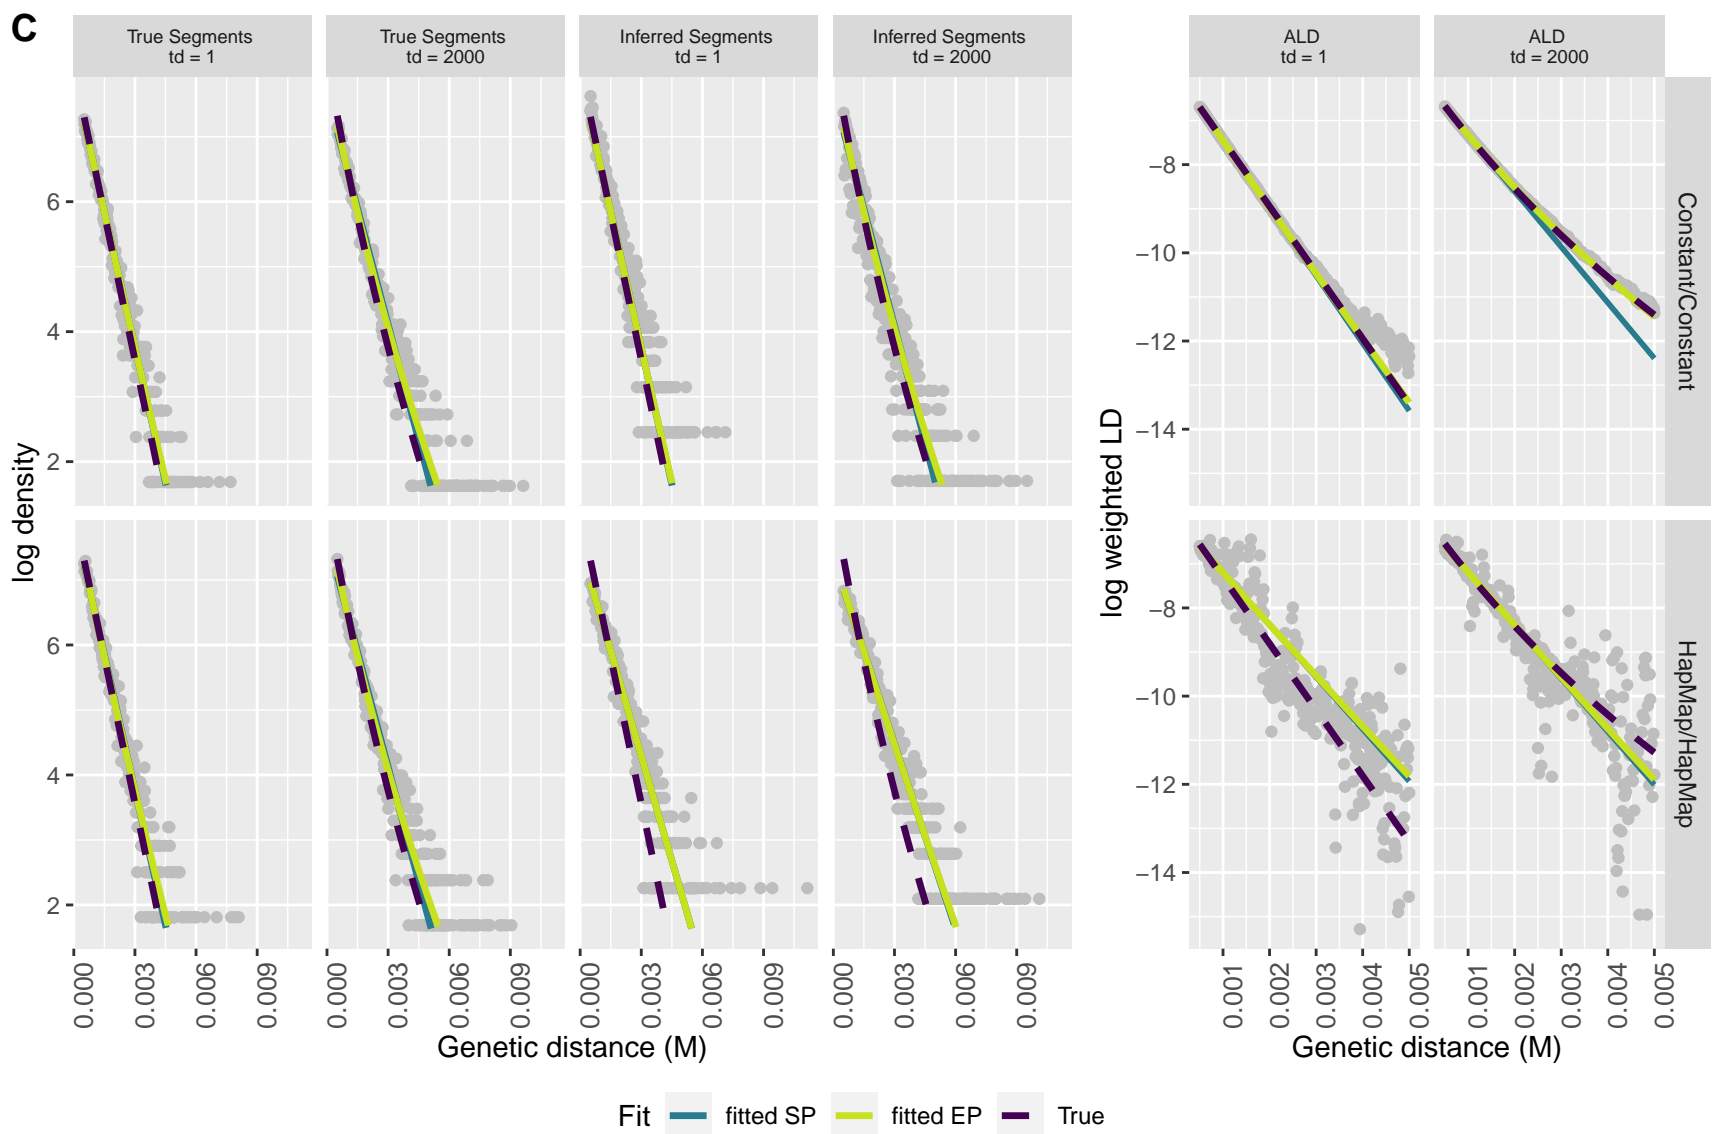 C
True Segments
td = 1
True Segments
td = 2000
Inferred Segments
td = 1
Inferred Segments
td = 2000
ALD
td = 1
ALD
td = 2000
log density
6
4
2
6
4
2
0.000
0.003
0.006
0.009
0.000
0.003
0.006
0.009
0.000
0.003
0.006
0.009
0.000
0.003
0.006
0.009
Genetic distance (M)
log weighted LD
−8
−10
−12
−14
−8
−10
−12
−14
Constant/Constant
HapMap/HapMap
0.001
0.002
0.003
0.004
0.005
0.001
0.002
0.003
0.004
0.005
Genetic distance (M)
Fit
fitted SP
fitted EP
True